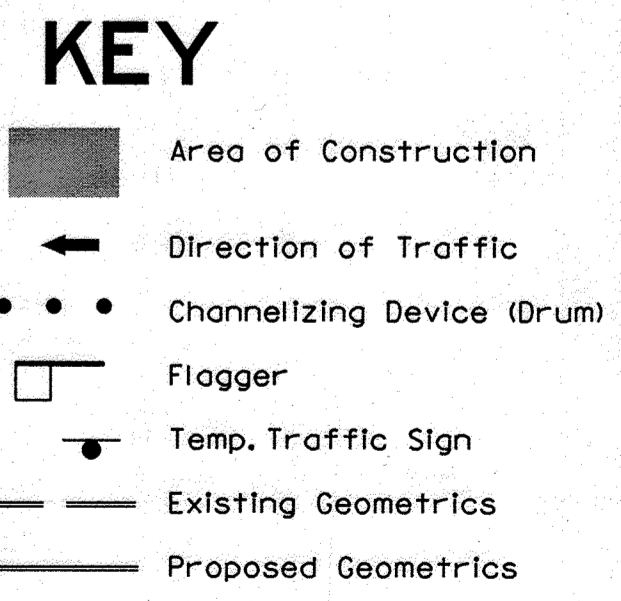 KEY
Area of Construction
Direction of Traffic
Channelizing Device (Drum)
Flagger
Temp. Traffic Sign
Existing Geometrics
Proposed Geometrics